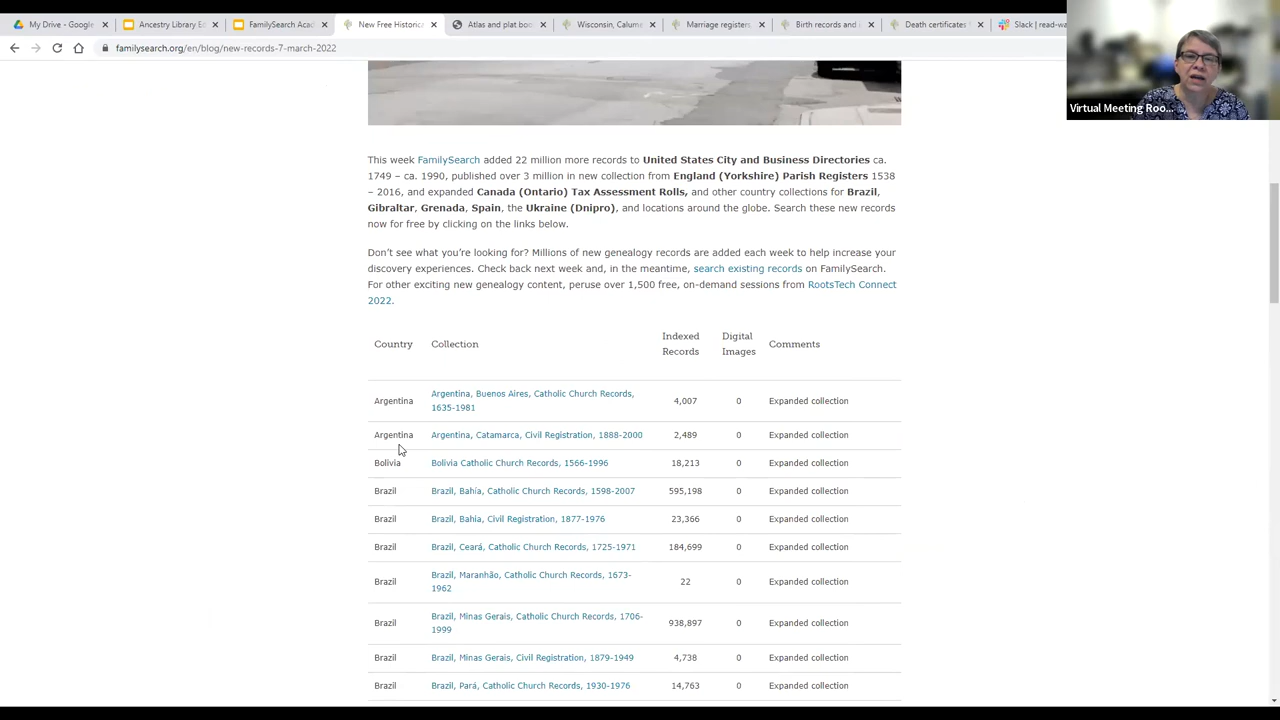 My Drive - Google
Ancestry Library Ed
FamilySearch Aca
New Free Historica
Atlas and plat boo
Wisconsin, Calume
Marriage registers,
Birth records and
Death certificates
Slack | read-wa
familysearch.org/en/blog/new-records-7-march-2022
Virtual Meeting Roo...
This week FamilySearch added 22 million more records to United States City and Business Directories ca.
1749 – ca. 1990, published over 3 million in new collection from England (Yorkshire) Parish Registers 1538
– 2016, and expanded Canada (Ontario) Tax Assessment Rolls, and other country collections for Brazil,
Gibraltar, Grenada, Spain, the Ukraine (Dnipro), and locations around the globe. Search these new records
now for free by clicking on the links below.
Don't see what you're looking for? Millions of new genealogy records are added each week to help increase your
discovery experiences. Check back next week and, in the meantime, search existing records on FamilySearch.
For other exciting new genealogy content, peruse over 1,500 free, on-demand sessions from RootsTech Connect
2022.
Country Collection Indexed Records Digital Images Comments
Argentina Argentina, Buenos Aires, Catholic Church Records, 1635-1981 4,007 0 Expanded collection
Argentina Argentina, Catamarca, Civil Registration, 1888-2000 2,489 0 Expanded collection
Bolivia Bolivia Catholic Church Records, 1566-1996 18,213 0 Expanded collection
Brazil Brazil, Bahía, Catholic Church Records, 1598-2007 595,198 0 Expanded collection
Brazil Brazil, Bahia, Civil Registration, 1877-1976 23,366 0 Expanded collection
Brazil Brazil, Ceará, Catholic Church Records, 1725-1971 184,699 0 Expanded collection
Brazil Brazil, Maranhão, Catholic Church Records, 1673-1962 22 0 Expanded collection
Brazil Brazil, Minas Gerais, Catholic Church Records, 1706-1999 938,897 0 Expanded collection
Brazil Brazil, Minas Gerais, Civil Registration, 1879-1949 4,738 0 Expanded collection
Brazil Brazil, Pará, Catholic Church Records, 1930-1976 14,763 0 Expanded collection